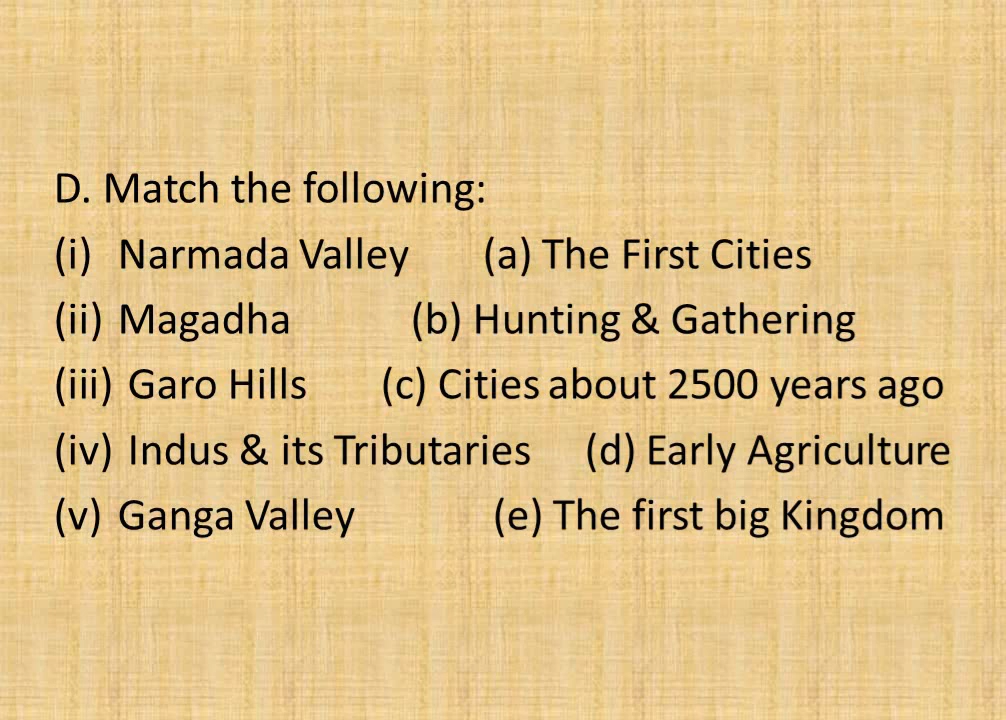 D. Match the following:
(i) Narmada Valley (a) The First Cities
(ii) Magadha (b) Hunting & Gathering
(iii) Garo Hills (c) Cities about 2500 years ago
(iv) Indus & its Tributaries (d) Early Agriculture
(v) Ganga Valley (e) The first big Kingdom